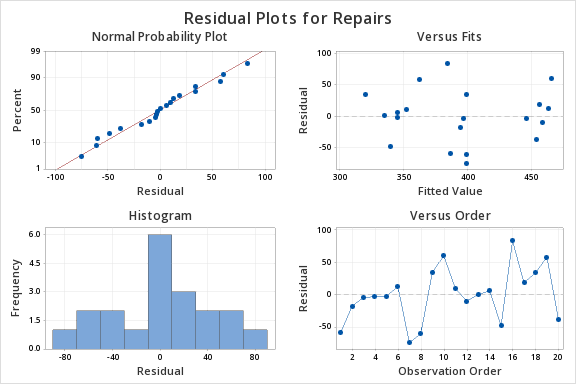 Residual Plots for Repairs
Normal Probability Plot
99
90
50
10
1
Percent
-100 -50 0 50 100
Residual
Versus Fits
100
50
0
-50
Residual
300 350 400 450
Fitted Value
Histogram
6.0
4.5
3.0
1.5
0.0
Frequency
-80 -40 0 40 80
Residual
Versus Order
100
50
0
-50
Residual
2 4 6 8 10 12 14 16 18 20
Observation Order